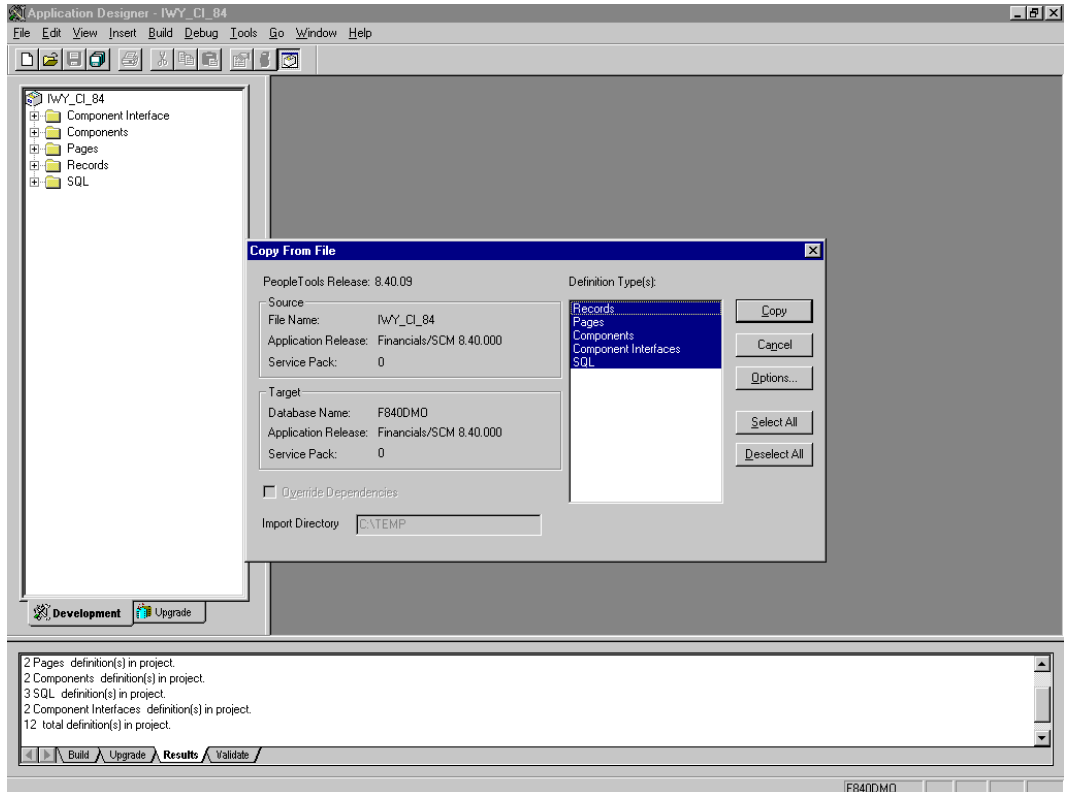 Application Designer - IWY_CI_84
File Edit View Insert Build Debug Tools Go Window Help
IWY_CI_84
Component Interface
Components
Pages
Records
SQL
Copy From File
PeopleTools Release: 8.40.09
Source
File Name: IWY_CI_84
Application Release: Financials/SCM 8.40.000
Service Pack: 0
Target
Database Name: F840DMO
Application Release: Financials/SCM 8.40.000
Service Pack: 0
Override Dependencies
Import Directory C:\TEMP
Definition Type(s):
Records
Pages
Components
Component Interfaces
SQL
Copy
Cancel
Options...
Select All
Deselect All
Development Upgrade
2 Pages definition(s) in project.
2 Components definition(s) in project.
3 SQL definition(s) in project.
2 Component Interfaces definition(s) in project.
12 total definition(s) in project.
Build Upgrade Results Validate
F840DMO